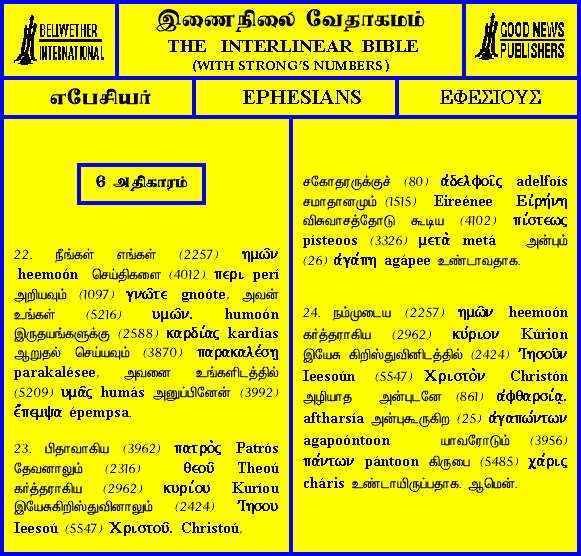 BELLWETHER
INTERNATIONAL
இணைநிலை வேதாகமம்
THE INTERLINEAR BIBLE
(WITH STRONG'S NUMBERS)
GOOD NEWS
PUBLISHERS
எபேசியர்
EPHESIANS
ΕΦΕΣΙΟΥΣ
6 அதிகாரம்
22. நீங்கள் எங்கள் (2257) ημῶν
heemoón செய்திகளை (4012) περι perí
அறியவும் (1097) γνῶτε gnoóte, அவன்
உங்கள் (5216) υμῶν. humoón
இருதயங்களுக்கு (2588) καρδίας kardías
ஆறுதல் செய்யவும் (3870) παρακαλέση
parakalésee, அவனை உங்களிடத்தில்
(5209) υμᾶς humás அனுப்பினேன் (3992)
ἔπεμψα épempsa.
23. பிதாவாகிய (3962) πατρὸς Patrós
தேவனாலும் (2316) θεοῦ Theoú
கர்த்தராகிய (2962) κυρίου Kuríou
இயேசுகிறிஸ்துவினாலும் (2424) Ἰησου
Ieesoú (5547) Χριστοῦ. Christoú,
சகோதரருக்குச் (80) ἀδελφοῖς adelfoís
சமாதானமும் (1515) Eireénee Εἰρήνη
விசுவாசத்தோடு கூடிய (4102) πίστεως
písteoos (3326) μετὰ metá அன்பும்
(26) ἀγάπη agápee உண்டாவதாக.
24. நம்முடைய (2257) ημῶν heemoón
கர்த்தராகிய (2962) κύριον Kúrion
இயேசு கிறிஸ்துவினிடத்தில் (2424) Ἰησοῦν
Ieesoún (5547) Χριστὸν Christón
அழியாத அன்புடனே (861) ἀφθαρσίᾳ.
aftharsía அன்புகூருகிற (25) ἀγαπώντων
agapoóntoon யாவரோடும் (3956)
πάντων pántoon கிருபை (5485) χάρις
cháris உண்டாயிருப்பதாக. ஆமென்.